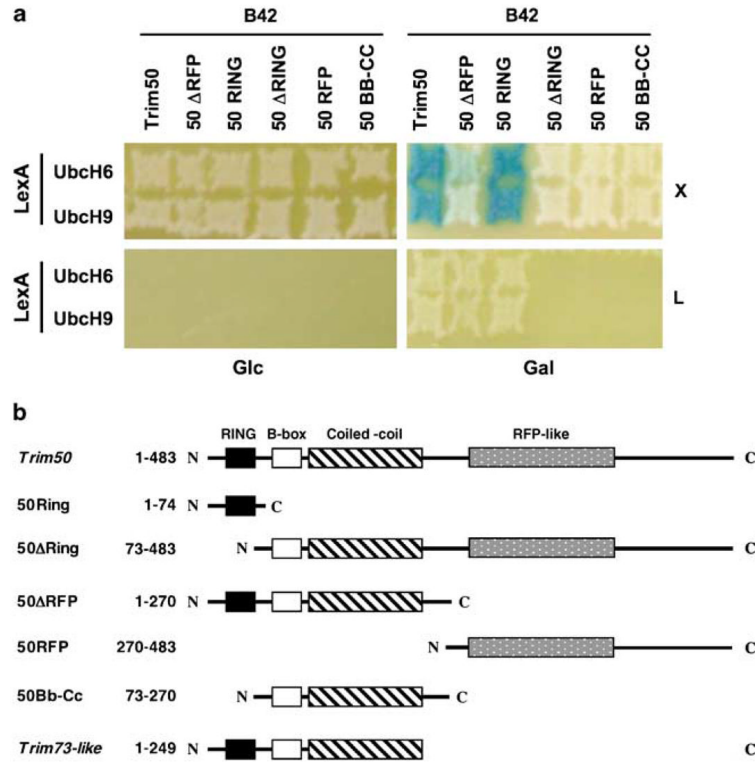 a
B42 B42
Trim50 50 ΔRFP 50 RING 50 ΔRING 50 RFP 50 BB-CC Trim50 50 ΔRFP 50 RING 50 ΔRING 50 RFP 50 BB-CC
LexA UbcH6 X
UbcH9
LexA UbcH6 L
UbcH9
Glc Gal
b
RING B-box Coiled -coil RFP-like
Trim50 1-483 N C
50Ring 1-74 N C
50ΔRing 73-483 N C
50ΔRFP 1-270 N C
50RFP 270-483 N C
50Bb-Cc 73-270 N C
Trim73-like 1-249 N C